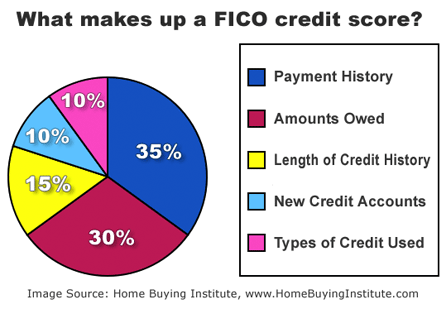 What makes up a FICO credit score?
10%
10%
35%
15%
30%
Payment History
Amounts Owed
Length of Credit History
New Credit Accounts
Types of Credit Used
Image Source: Home Buying Institute, www.HomeBuyingInstitute.com